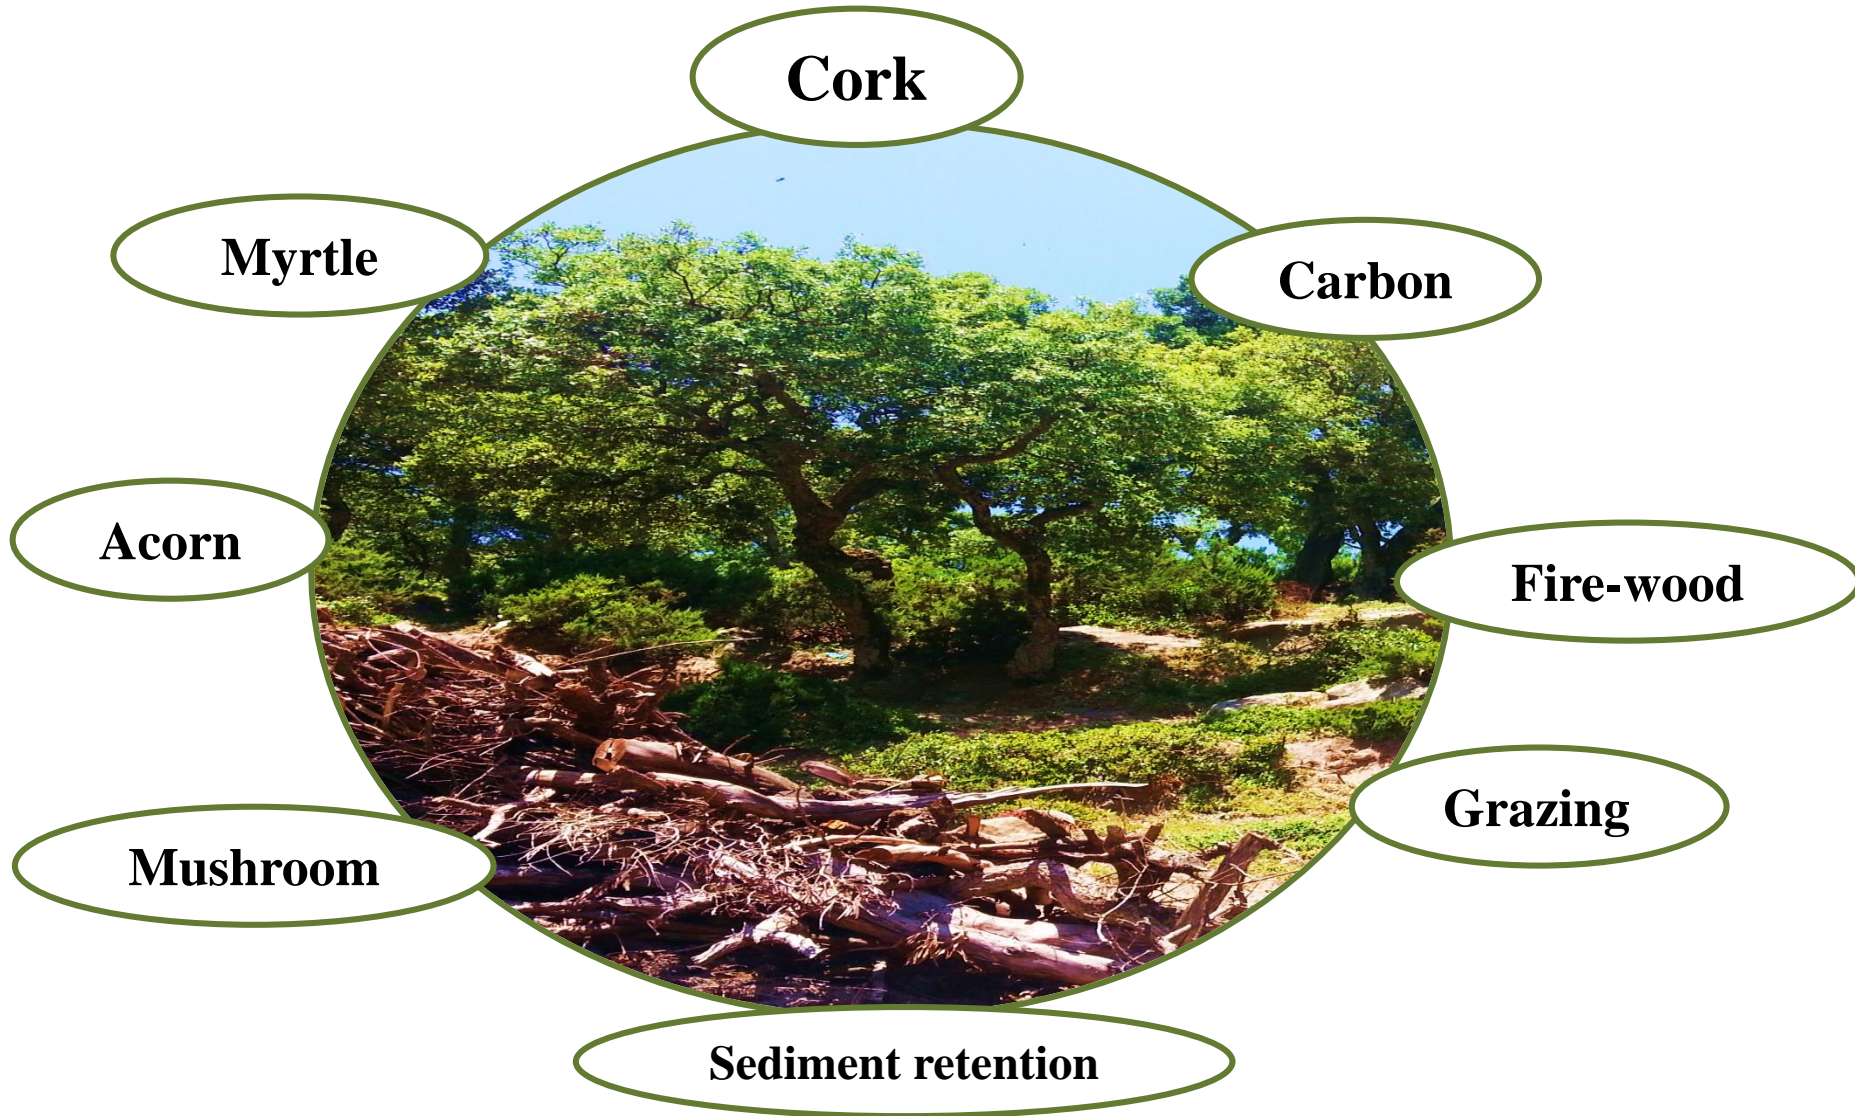 Cork
Myrtle
Carbon
Acorn
Fire-wood
Grazing
Mushroom
Sediment retention